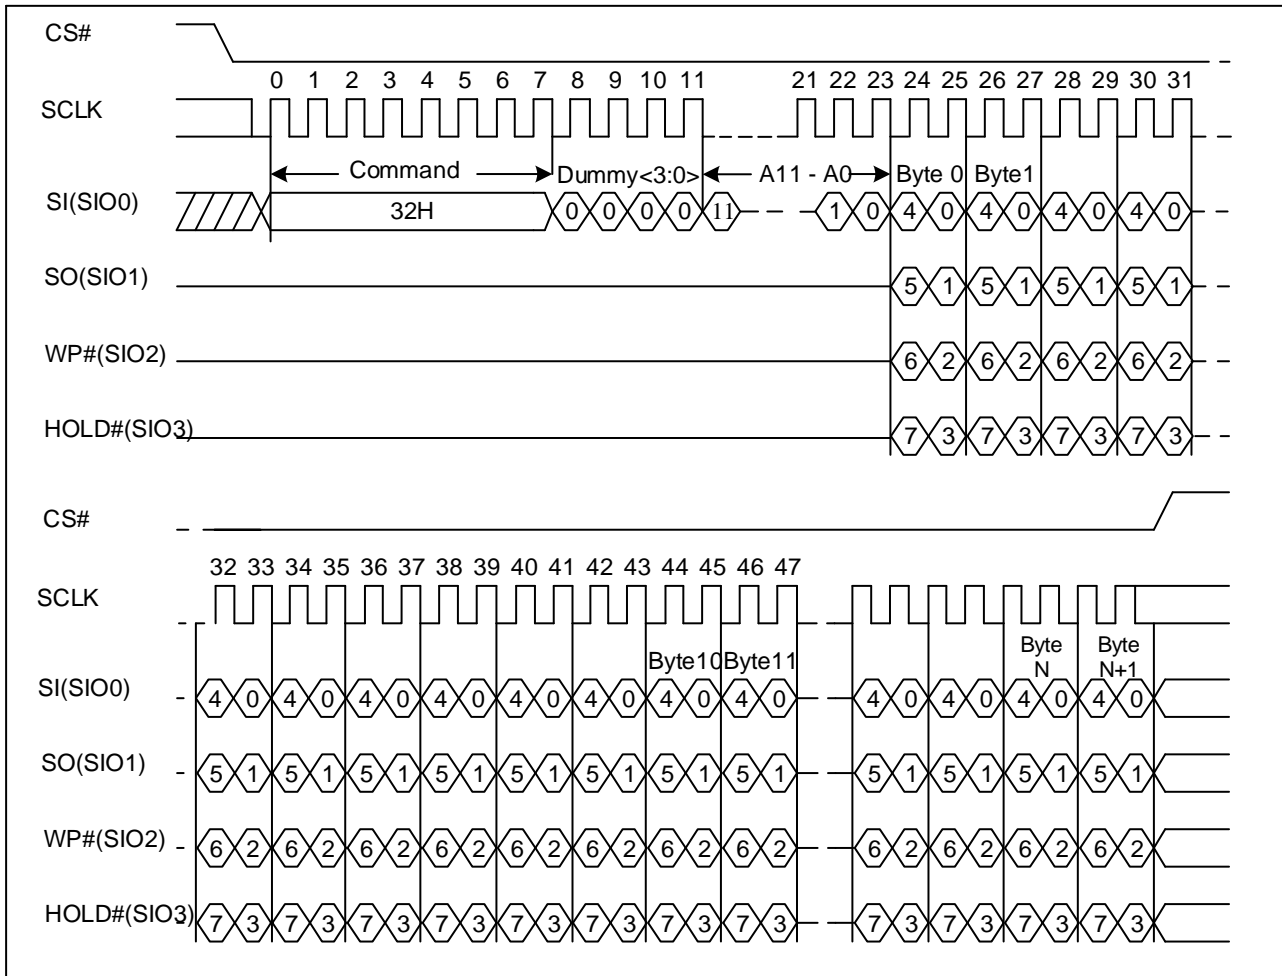 CS#
0 1 2 3 4 5 6 7 8 9 10 11 21 22 23 24 25 26 27 28 29 30 31
SCLK
Command Dummy<3:0> A11 - A0 Byte 0 Byte1
SI(SIO0) 32H 0 0 0 0 11 1 0 4 0 4 0 4 0 4 0
SO(SIO1) 5 1 5 1 5 1 5 1
WP#(SIO2) 6 2 6 2 6 2 6 2
HOLD#(SIO3) 7 3 7 3 7 3 7 3
CS#
32 33 34 35 36 37 38 39 40 41 42 43 44 45 46 47
SCLK
Byte10 Byte11 Byte N Byte N+1
SI(SIO0) 4 0 4 0 4 0 4 0 4 0 4 0 4 0 4 0 4 0 4 0 4 0 4 0
SO(SIO1) 5 1 5 1 5 1 5 1 5 1 5 1 5 1 5 1 5 1 5 1 5 1 5 1
WP#(SIO2) 6 2 6 2 6 2 6 2 6 2 6 2 6 2 6 2 6 2 6 2 6 2 6 2
HOLD#(SIO3) 7 3 7 3 7 3 7 3 7 3 7 3 7 3 7 3 7 3 7 3 7 3 7 3